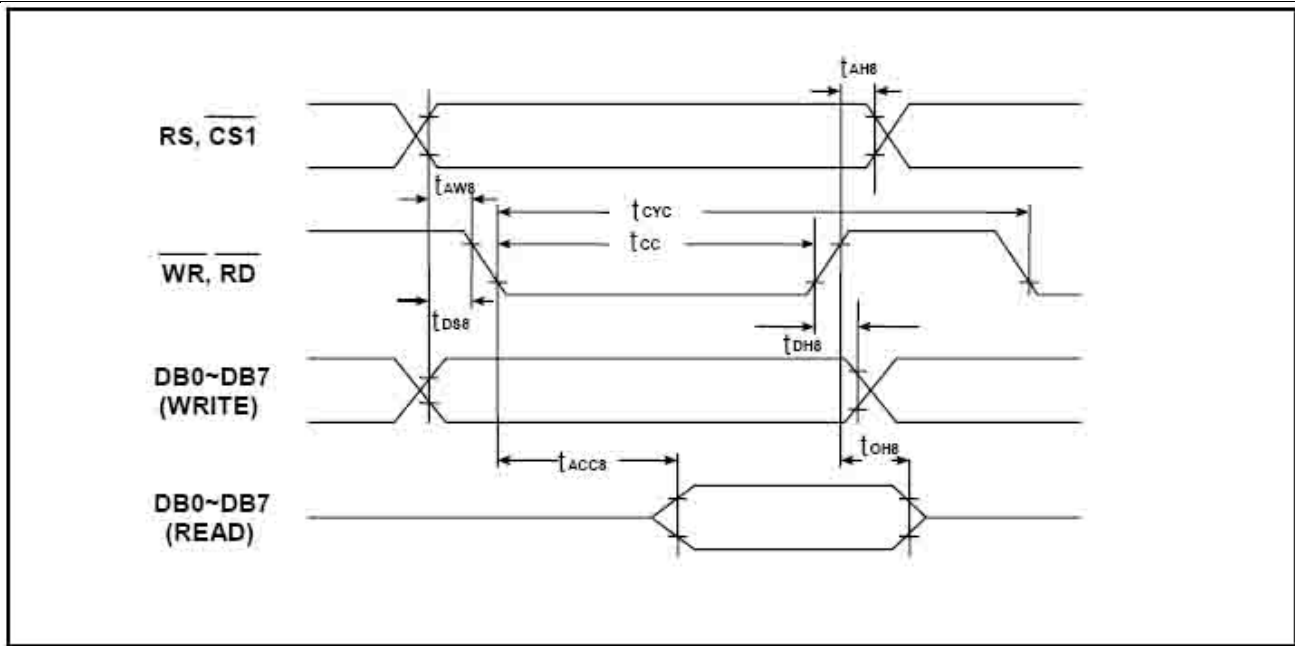 tAH8
RS, CS1
tAW8
tCYC
tCC
WR, RD
tDS8
tDH8
DB0~DB7
(WRITE)
tACC8
tOH8
DB0~DB7
(READ)